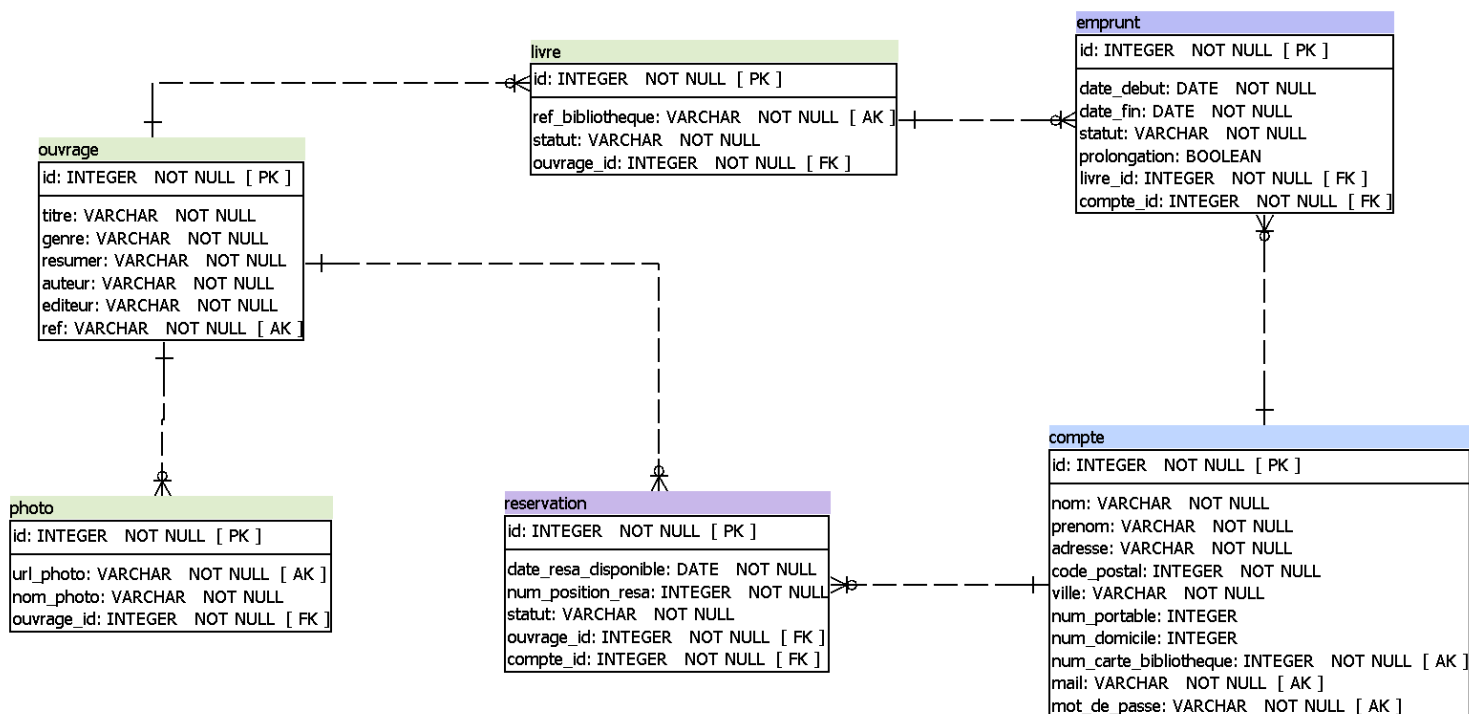 emprunt
id: INTEGER NOT NULL [ PK ]
date_debut: DATE NOT NULL
date_fin: DATE NOT NULL
statut: VARCHAR NOT NULL
prolongation: BOOLEAN
livre_id: INTEGER NOT NULL [ FK ]
compte_id: INTEGER NOT NULL [ FK ]
livre
id: INTEGER NOT NULL [ PK ]
ref_bibliotheque: VARCHAR NOT NULL [ AK ]
statut: VARCHAR NOT NULL
ouvrage_id: INTEGER NOT NULL [ FK ]
ouvrage
id: INTEGER NOT NULL [ PK ]
titre: VARCHAR NOT NULL
genre: VARCHAR NOT NULL
resumer: VARCHAR NOT NULL
auteur: VARCHAR NOT NULL
editeur: VARCHAR NOT NULL
ref: VARCHAR NOT NULL [ AK ]
compte
id: INTEGER NOT NULL [ PK ]
nom: VARCHAR NOT NULL
prenom: VARCHAR NOT NULL
adresse: VARCHAR NOT NULL
code_postal: INTEGER NOT NULL
ville: VARCHAR NOT NULL
num_portable: INTEGER
num_domicile: INTEGER
num_carte_bibliotheque: INTEGER NOT NULL [ AK ]
mail: VARCHAR NOT NULL [ AK ]
mot_de_passe: VARCHAR NOT NULL [ AK ]
photo
id: INTEGER NOT NULL [ PK ]
url_photo: VARCHAR NOT NULL [ AK ]
nom_photo: VARCHAR NOT NULL
ouvrage_id: INTEGER NOT NULL [ FK ]
reservation
id: INTEGER NOT NULL [ PK ]
date_resa_disponible: DATE NOT NULL
num_position_resa: INTEGER NOT NULL
statut: VARCHAR NOT NULL
ouvrage_id: INTEGER NOT NULL [ FK ]
compte_id: INTEGER NOT NULL [ FK ]